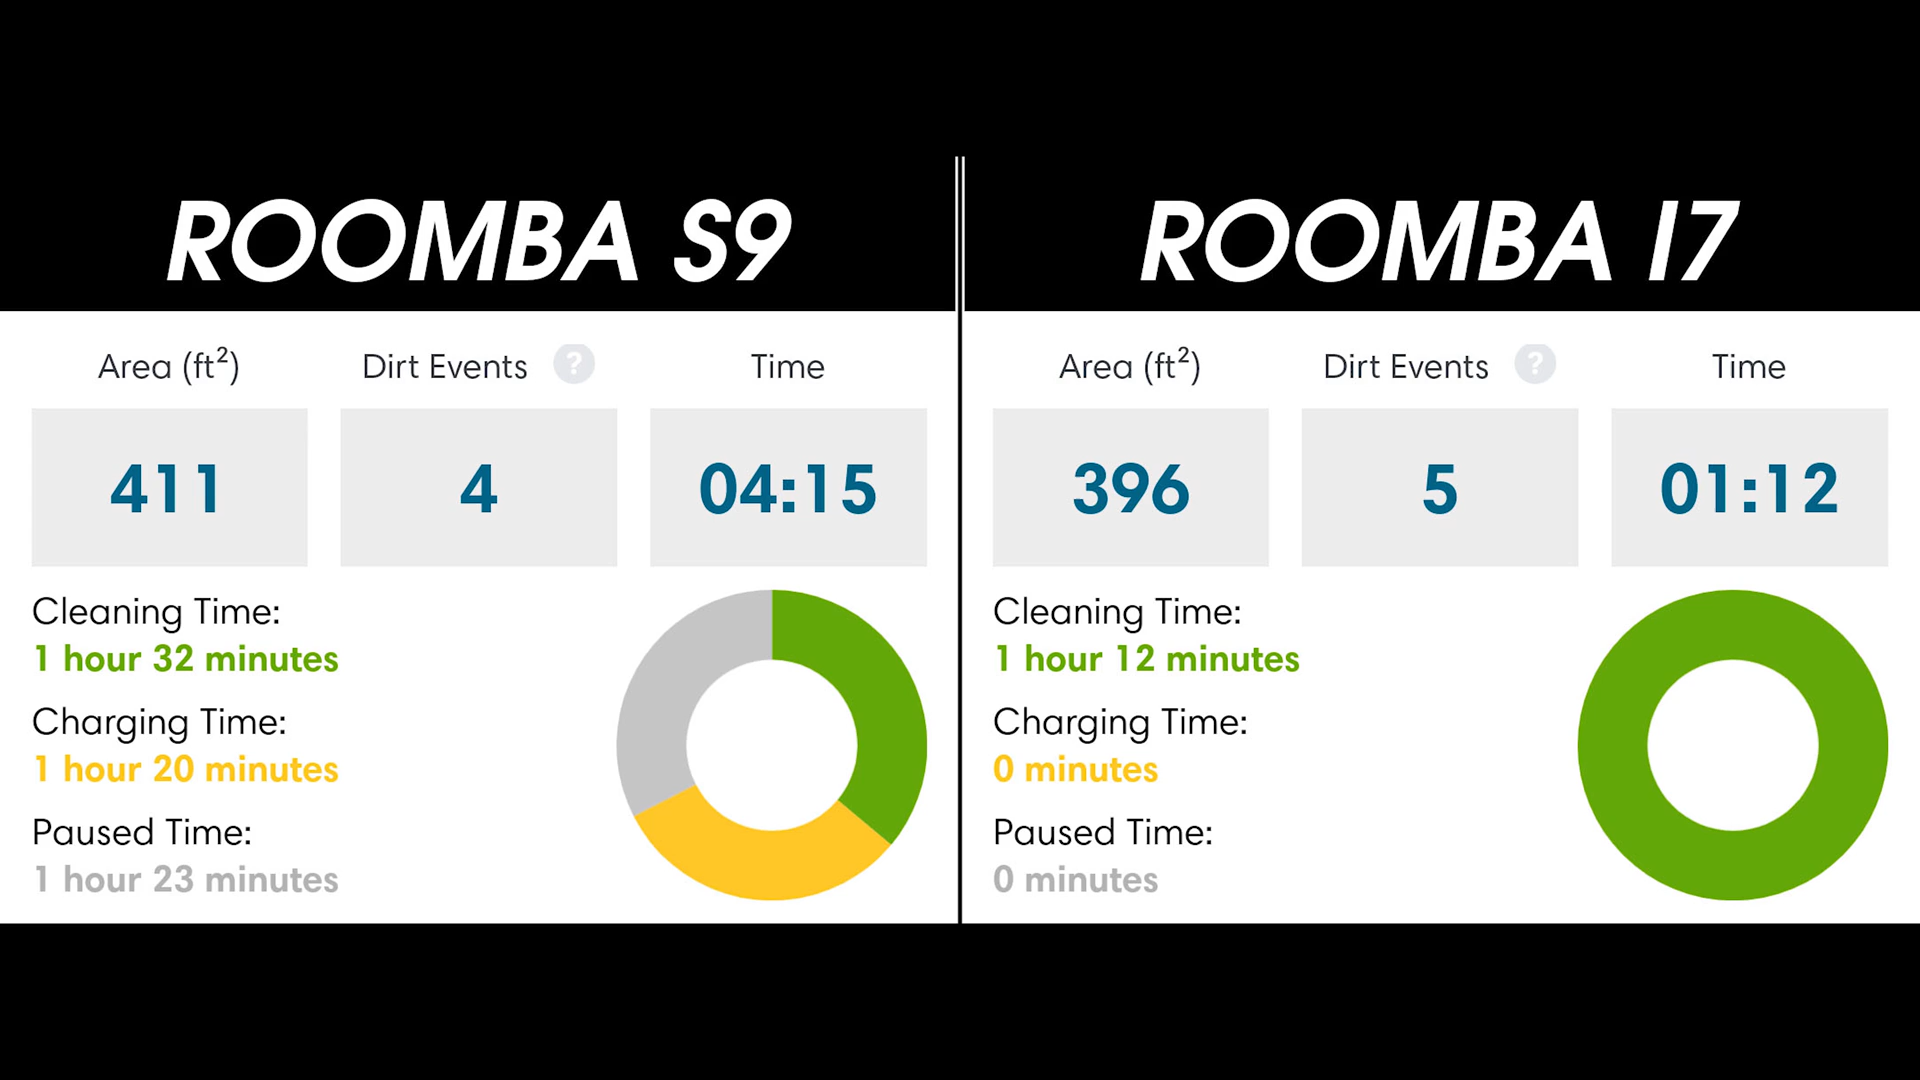 ROOMBA S9
Area (ft²) Dirt Events ? Time
411 4 04:15
Cleaning Time:
1 hour 32 minutes
Charging Time:
1 hour 20 minutes
Paused Time:
1 hour 23 minutes
ROOMBA I7
Area (ft²) Dirt Events ? Time
396 5 01:12
Cleaning Time:
1 hour 12 minutes
Charging Time:
0 minutes
Paused Time:
0 minutes